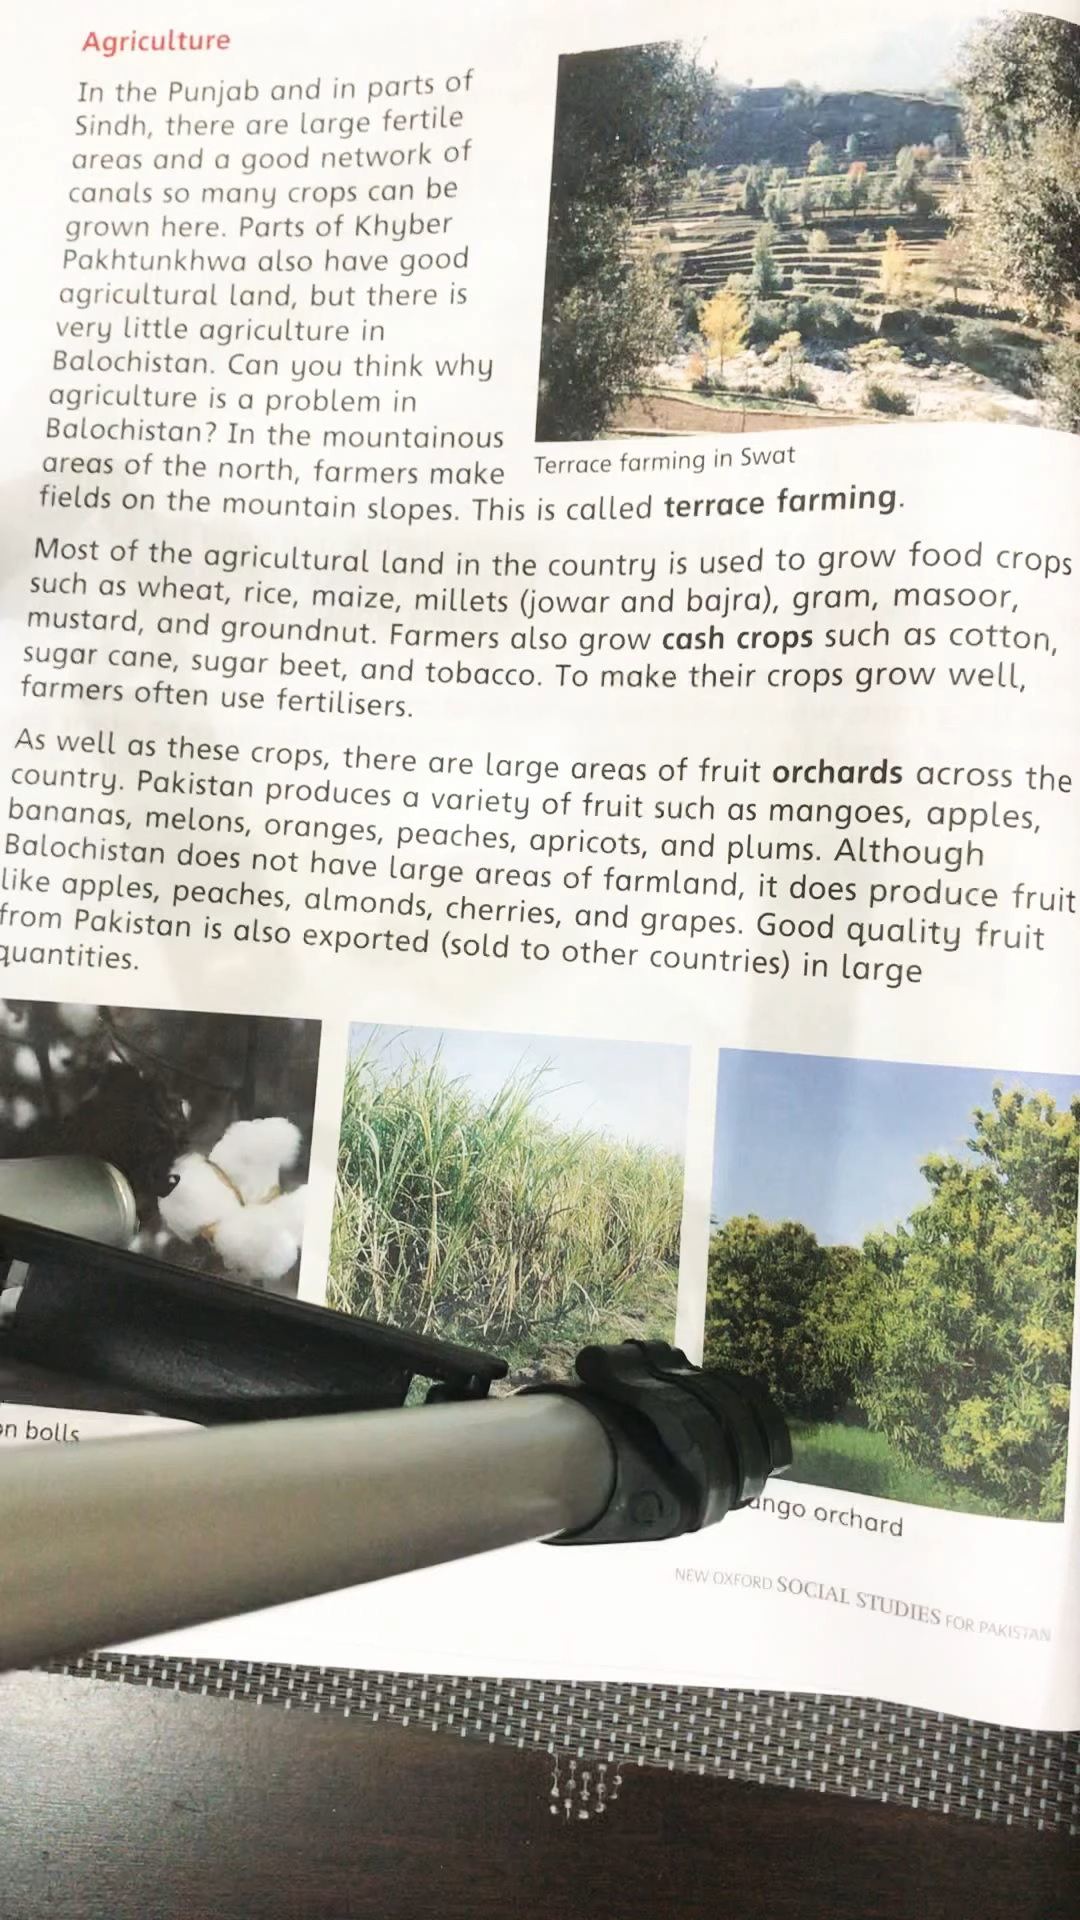 Agriculture
In the Punjab and in parts of
Sindh, there are large fertile
areas and a good network of
canals so many crops can be
grown here. Parts of Khyber
Pakhtunkhwa also have good
agricultural land, but there is
very little agriculture in
Balochistan. Can you think why
agriculture is a problem in
Balochistan? In the mountainous
areas of the north, farmers make
fields on the mountain slopes. This is called terrace farming.
Terrace farming in Swat
Most of the agricultural land in the country is used to grow food crops
such as wheat, rice, maize, millets (jowar and bajra), gram, masoor,
mustard, and groundnut. Farmers also grow cash crops such as cotton,
sugar cane, sugar beet, and tobacco. To make their crops grow well,
farmers often use fertilisers.
As well as these crops, there are large areas of fruit orchards across the
country. Pakistan produces a variety of fruit such as mangoes, apples,
bananas, melons, oranges, peaches, apricots, and plums. Although
Balochistan does not have large areas of farmland, it does produce fruit
like apples, peaches, almonds, cherries, and grapes. Good quality fruit
from Pakistan is also exported (sold to other countries) in large
quantities.
bolls
orchard
NEW OXFORD SOCIAL STUDIES FOR PAKISTAN